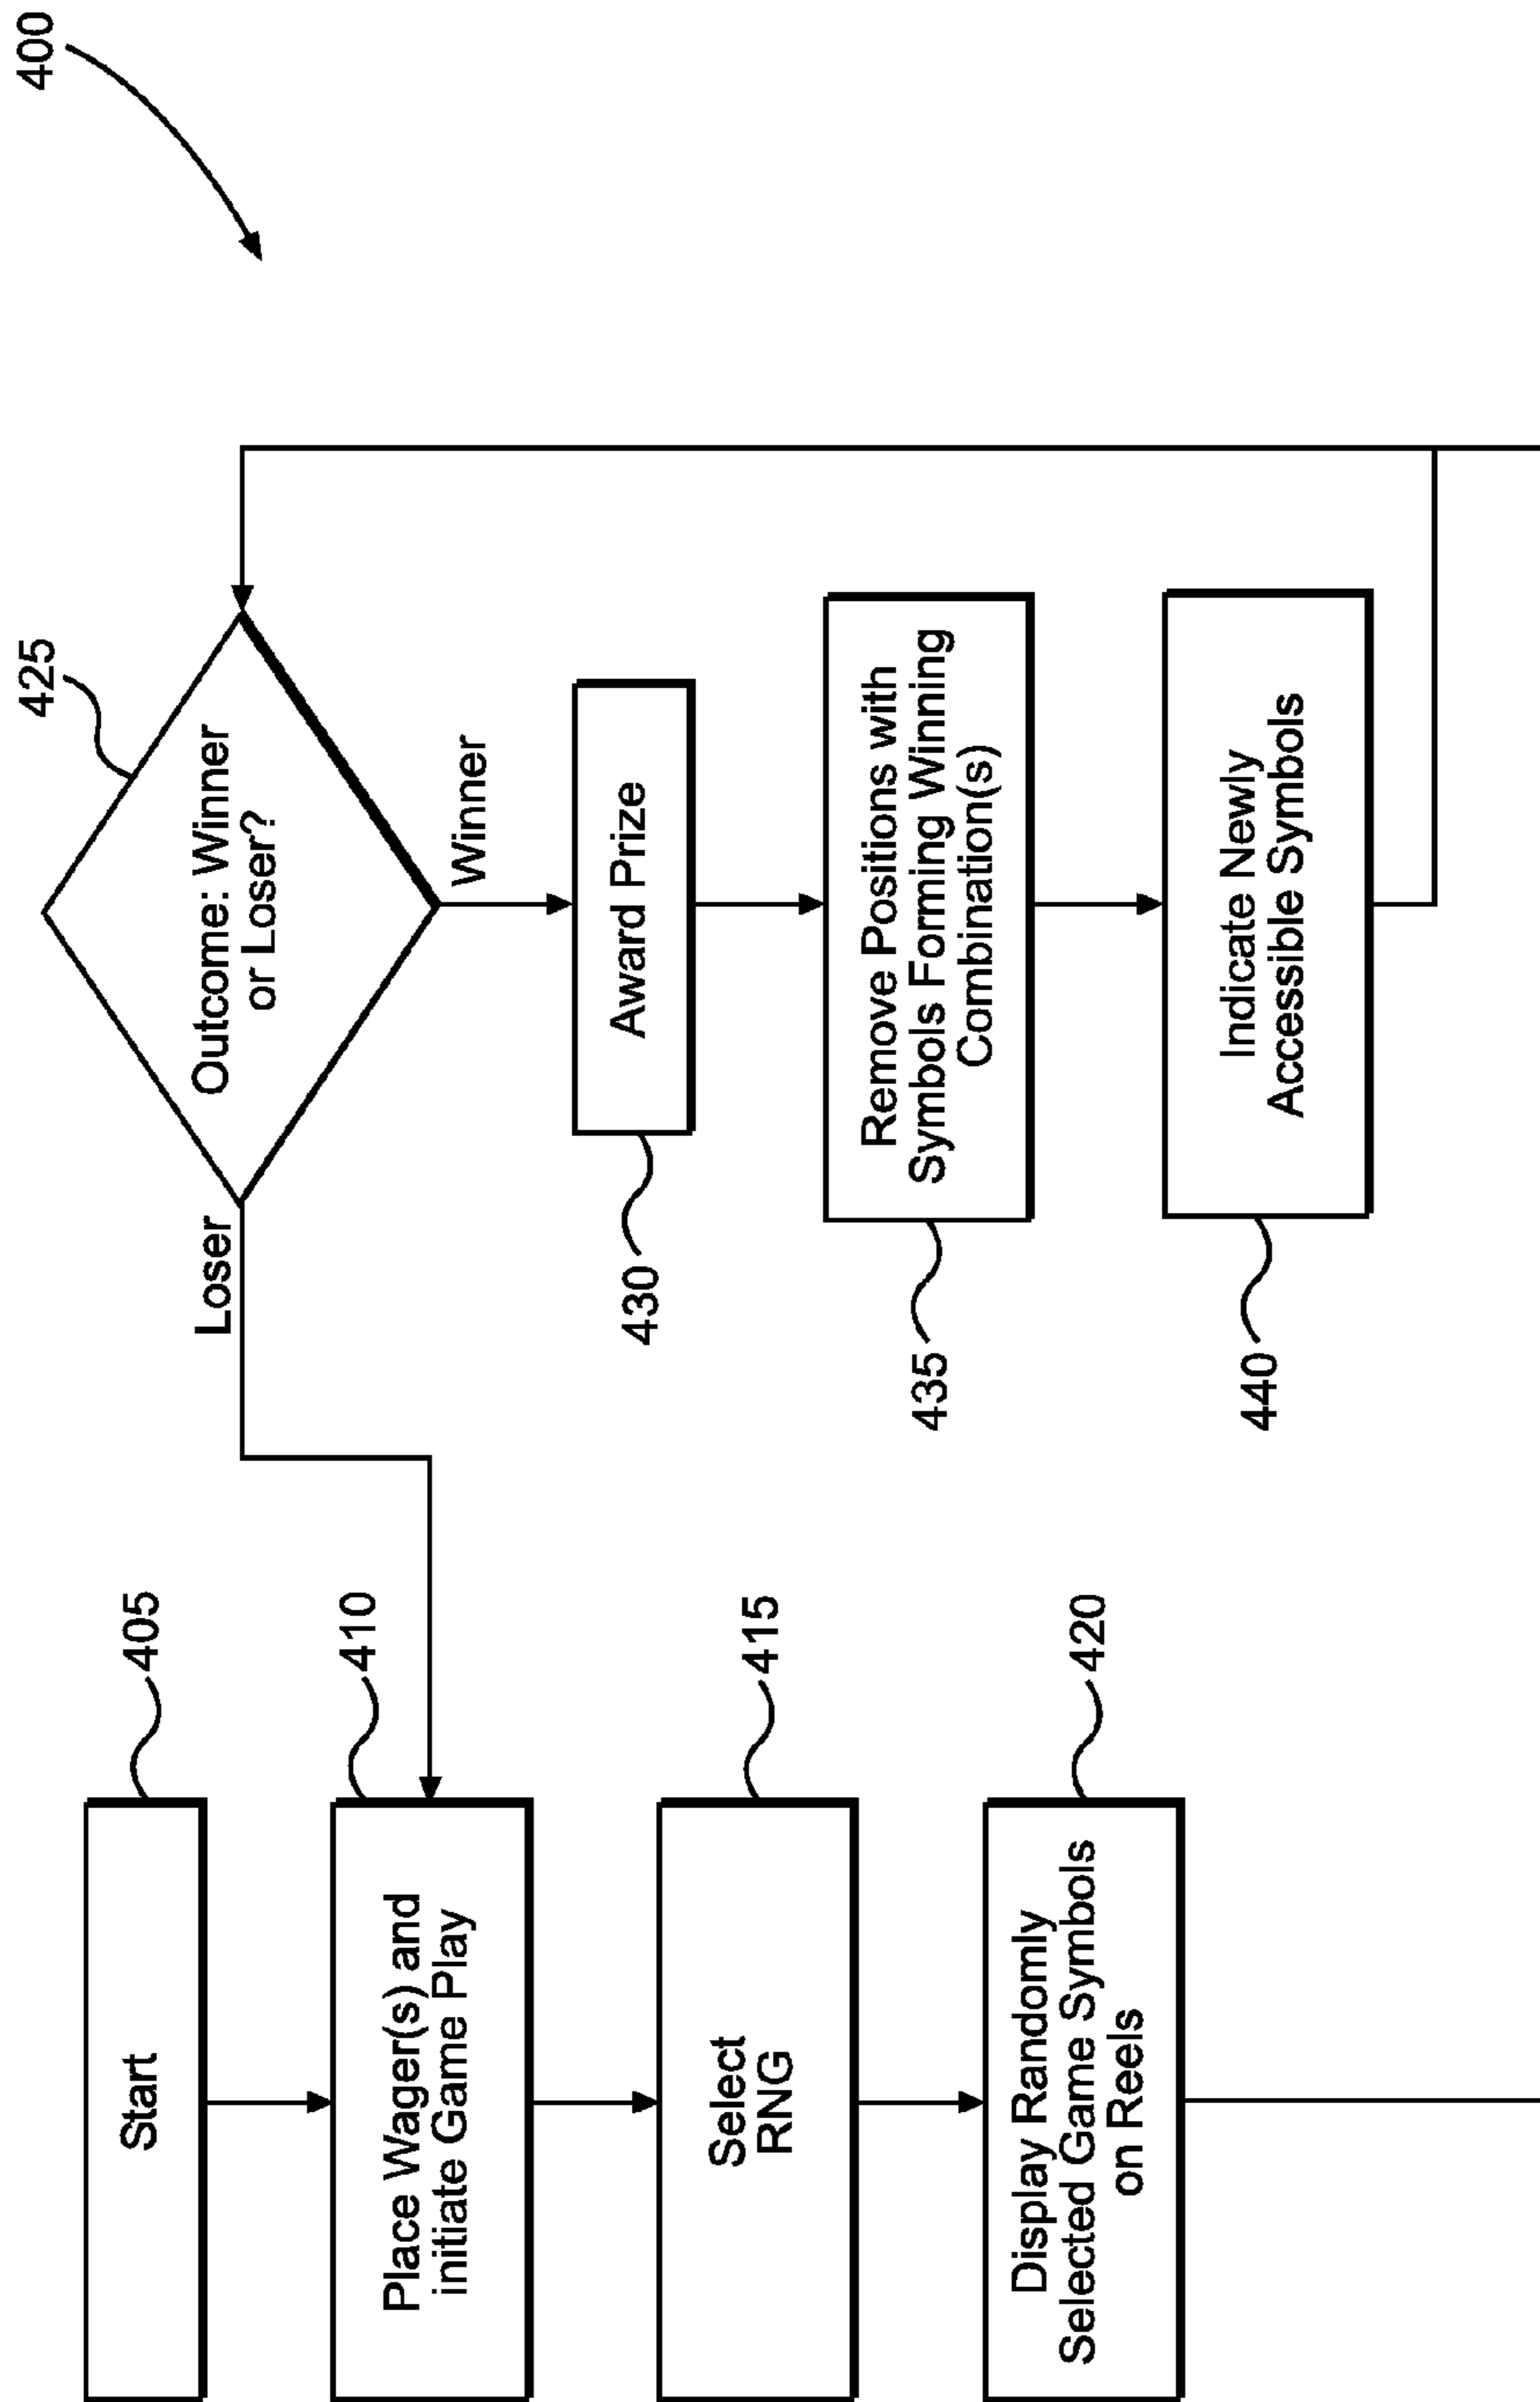 400
Start
405
Place Wager(s) and
initiate Game Play
410
Select
RNG
415
Display Randomly
Selected Game Symbols
on Reels
420
Outcome: Winner
or Loser?
425
Loser
Winner
Award Prize
430
Remove Positions with
Symbols Forming Winning
Combination(s)
435
Indicate Newly
Accessible Symbols
440